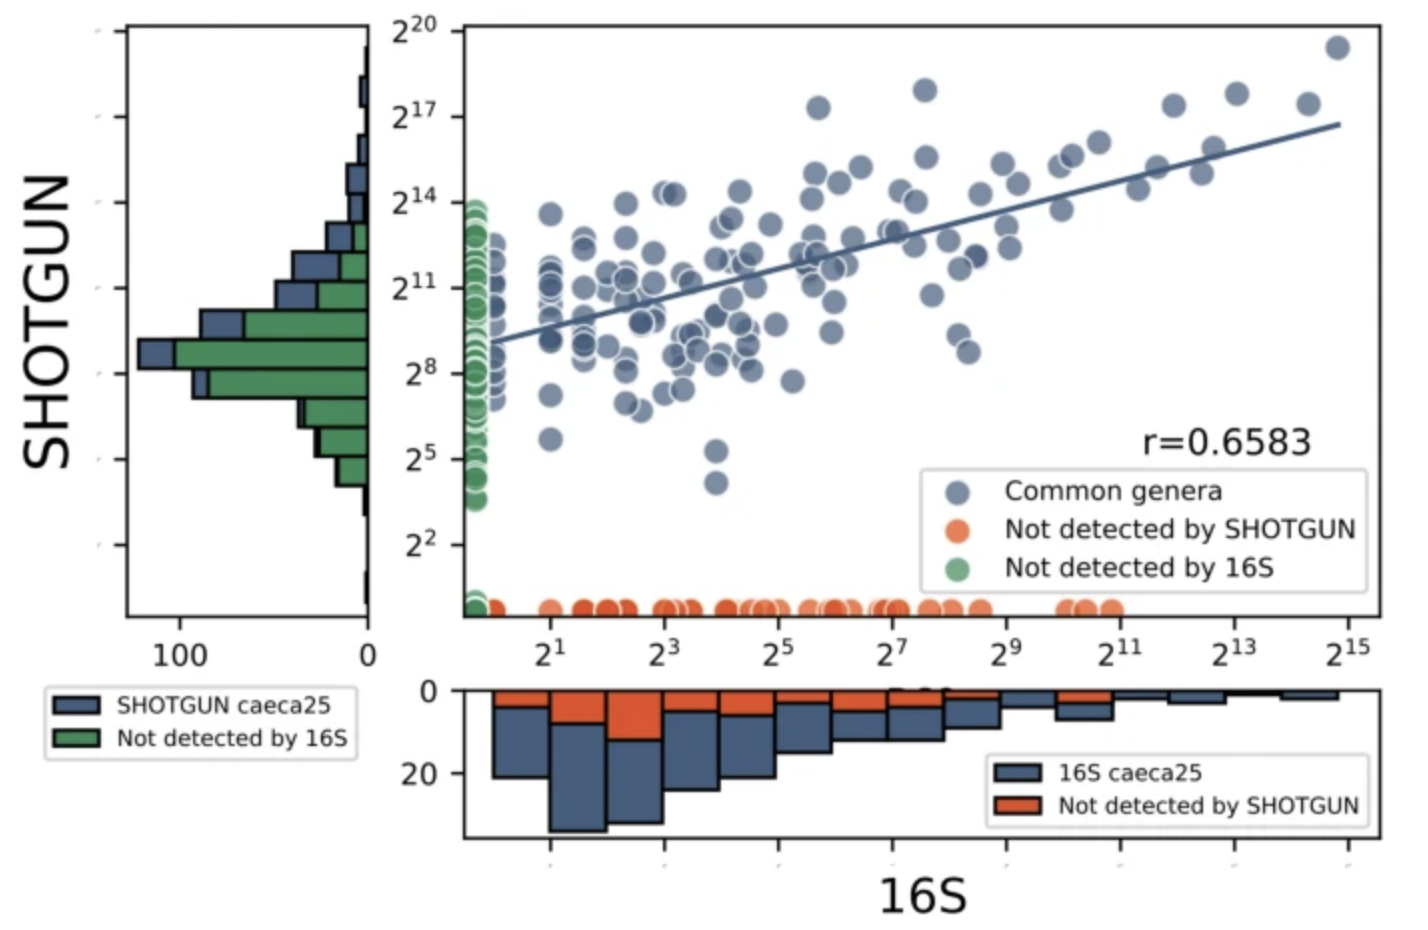 SHOTGUN
2^20
2^17
2^14
2^11
2^8
2^5
2^2
r=0.6583
Common genera
Not detected by SHOTGUN
Not detected by 16S
100 0
2^1 2^3 2^5 2^7 2^9 2^11 2^13 2^15
SHOTGUN caeca25
Not detected by 16S
0
20
16S caeca25
Not detected by SHOTGUN
16S